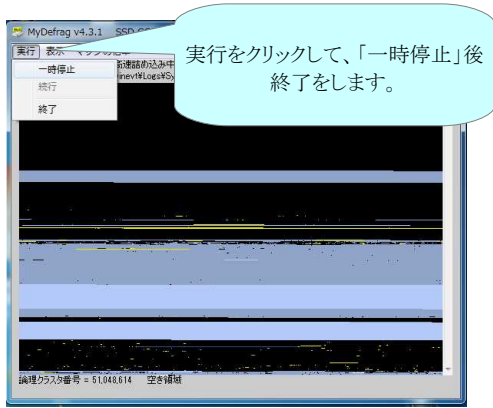 MyDefrag v4.3.1 SSD
実行をクリックして、「一時停止」後
終了をします。
実行 表示
一時停止
続行
終了
論理クラスタ番号 = 51,048,614 空き領域